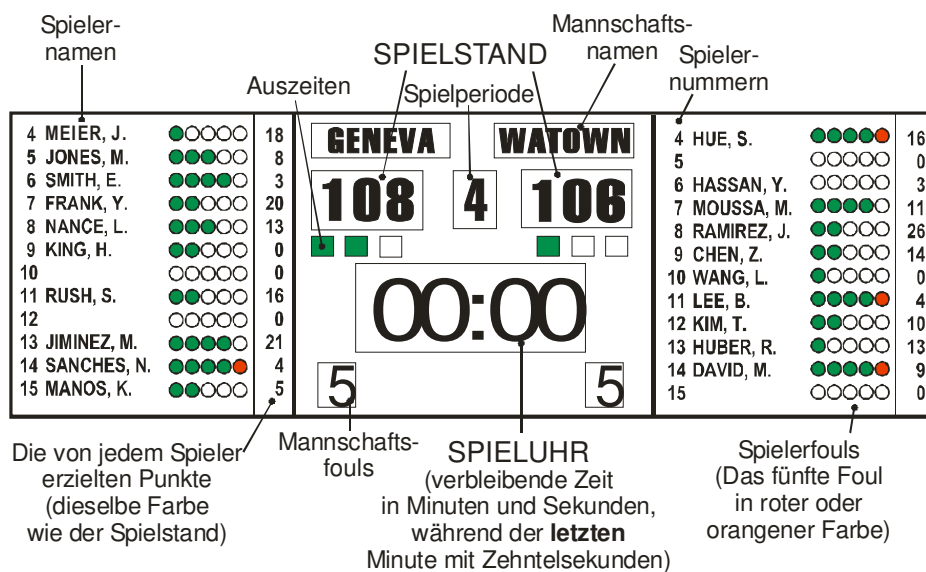 Spieler-
namen
Auszeiten
SPIELSTAND
Spielperiode
Mannschafts-
namen
Spieler-
nummern
4 MEIER, J. 18
5 JONES, M. 8
6 SMITH, E. 3
7 FRANK, Y. 20
8 NANCE, L. 13
9 KING, H. 0
10 0
11 RUSH, S. 16
12 0
13 JIMINEZ, M. 21
14 SANCHES, N. 4
15 MANOS, K. 5
GENEVA WATOWN
108 4 106
00:00
5 5
4 HUE, S. 16
5 0
6 HASSAN, Y. 3
7 MOUSSA, M. 11
8 RAMIREZ, J. 26
9 CHEN, Z. 14
10 WANG, L. 0
11 LEE, B. 4
12 KIM, T. 10
13 HUBER, R. 13
14 DAVID, M. 9
15 0
Die von jedem Spieler
erzielten Punkte
(dieselbe Farbe
wie der Spielstand)
Mannschafts-
fouls
SPIELUHR
(verbleibende Zeit
in Minuten und Sekunden,
während der letzten
Minute mit Zehntelsekunden)
Spielerfouls
(Das fünfte Foul
in roter oder
orangener Farbe)